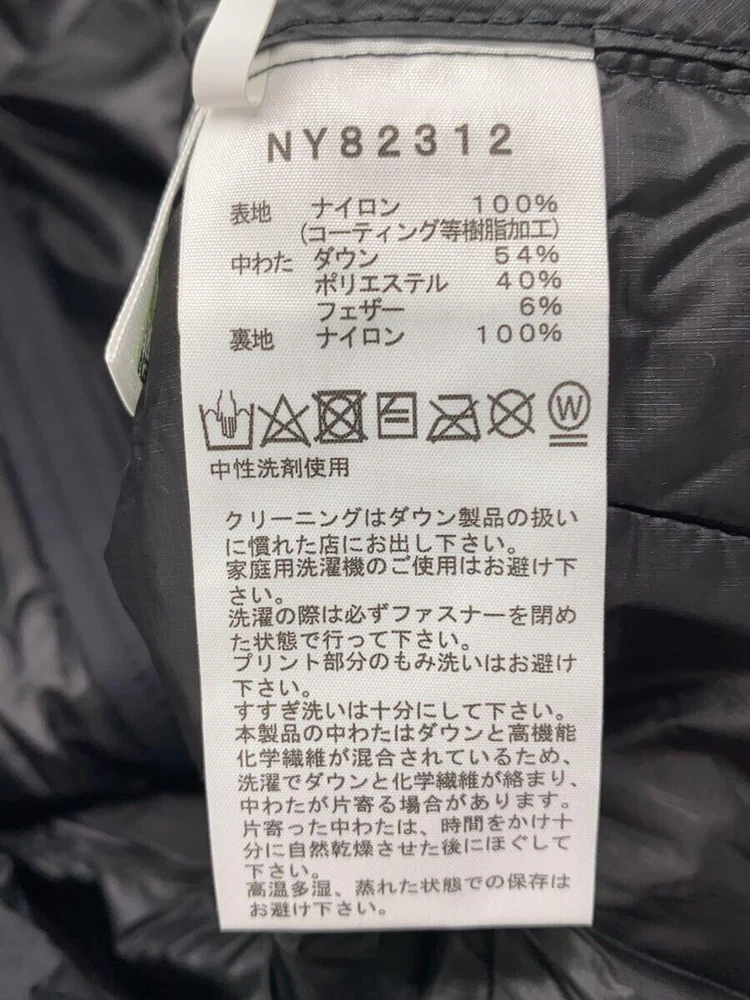 NY82312
表地 ナイロン 100%
(コーティング等樹脂加工)
中わた ダウン 54%
ポリエステル 40%
フェザー 6%
裏地 ナイロン 100%
W
中性洗剤使用
クリーニングはダウン製品の扱い
に慣れた店にお出し下さい。
家庭用洗濯機のご使用はお避け下
さい。
洗濯の際は必ずファスナーを閉め
た状態で行って下さい。
プリント部分のもみ洗いはお避け
下さい。
すすぎ洗いは十分にして下さい。
本製品の中わたはダウンと高機能
化学繊維が混合されているため、
洗濯でダウンと化学繊維が絡まり、
中わたが片寄る場合があります。
片寄った中わたは、時間をかけ十
分に自然乾燥させた後にほぐして
下さい。
高温多湿、蒸れた状態での保存は
お避け下さい。